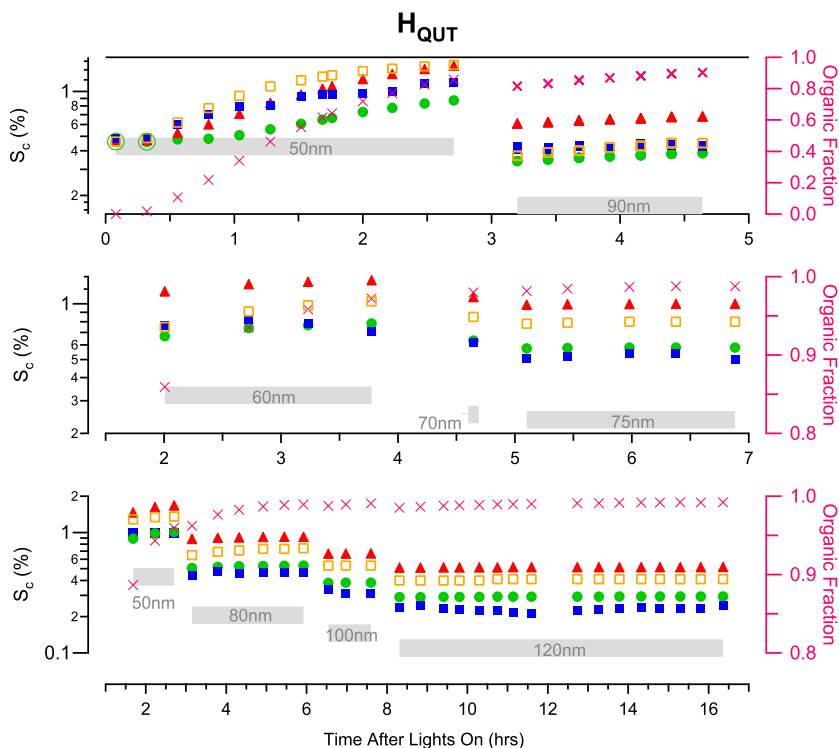 H_QUT
S_c (%)
1
8
6
4
2
50nm
90nm
1.0
0.8
0.6
0.4
0.2
0.0
Organic Fraction
0 1 2 3 4 5
S_c (%)
1
6
5
4
3
2
60nm
70nm
75nm
1.0
0.9
0.8
Organic Fraction
2 3 4 5 6 7
S_c (%)
2
1
8
6
4
2
0.1
50nm
80nm
100nm
120nm
1.0
0.9
0.8
Organic Fraction
2 4 6 8 10 12 14 16
Time After Lights On (hrs)